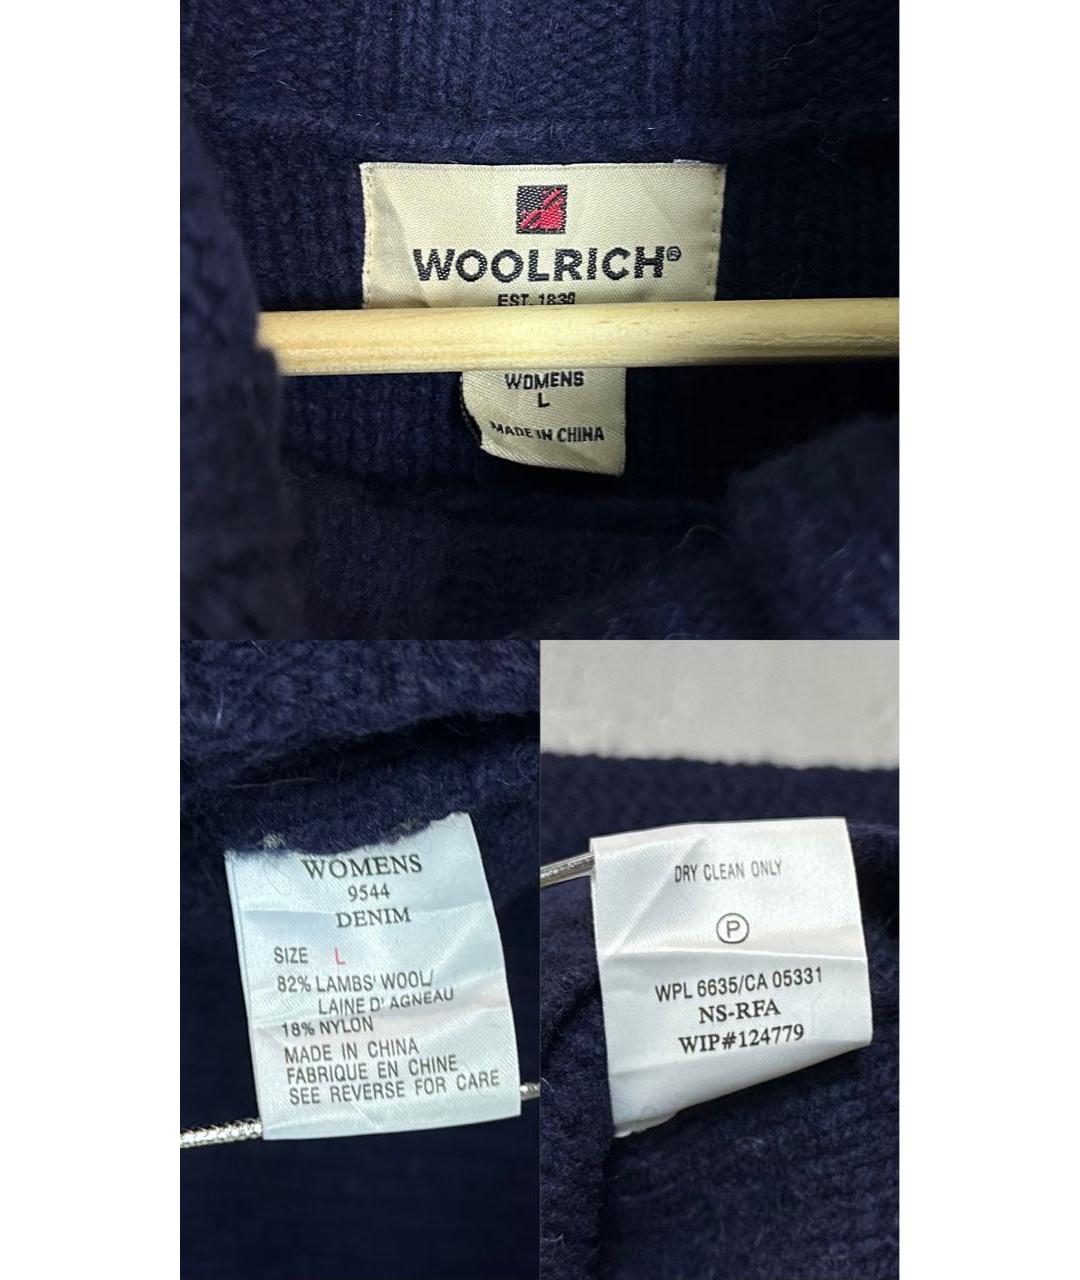 WOOLRICH®
EST. 1830
WOMENS
L
MADE IN CHINA
WOMENS
9544
DENIM
SIZE L
82% LAMBS' WOOL/
LAINE D' AGNEAU
18% NYLON
MADE IN CHINA
FABRIQUE EN CHINE
SEE REVERSE FOR CARE
DRY CLEAN ONLY
P
WPL 6635/CA 05331
NS-RFA
WIP#124779